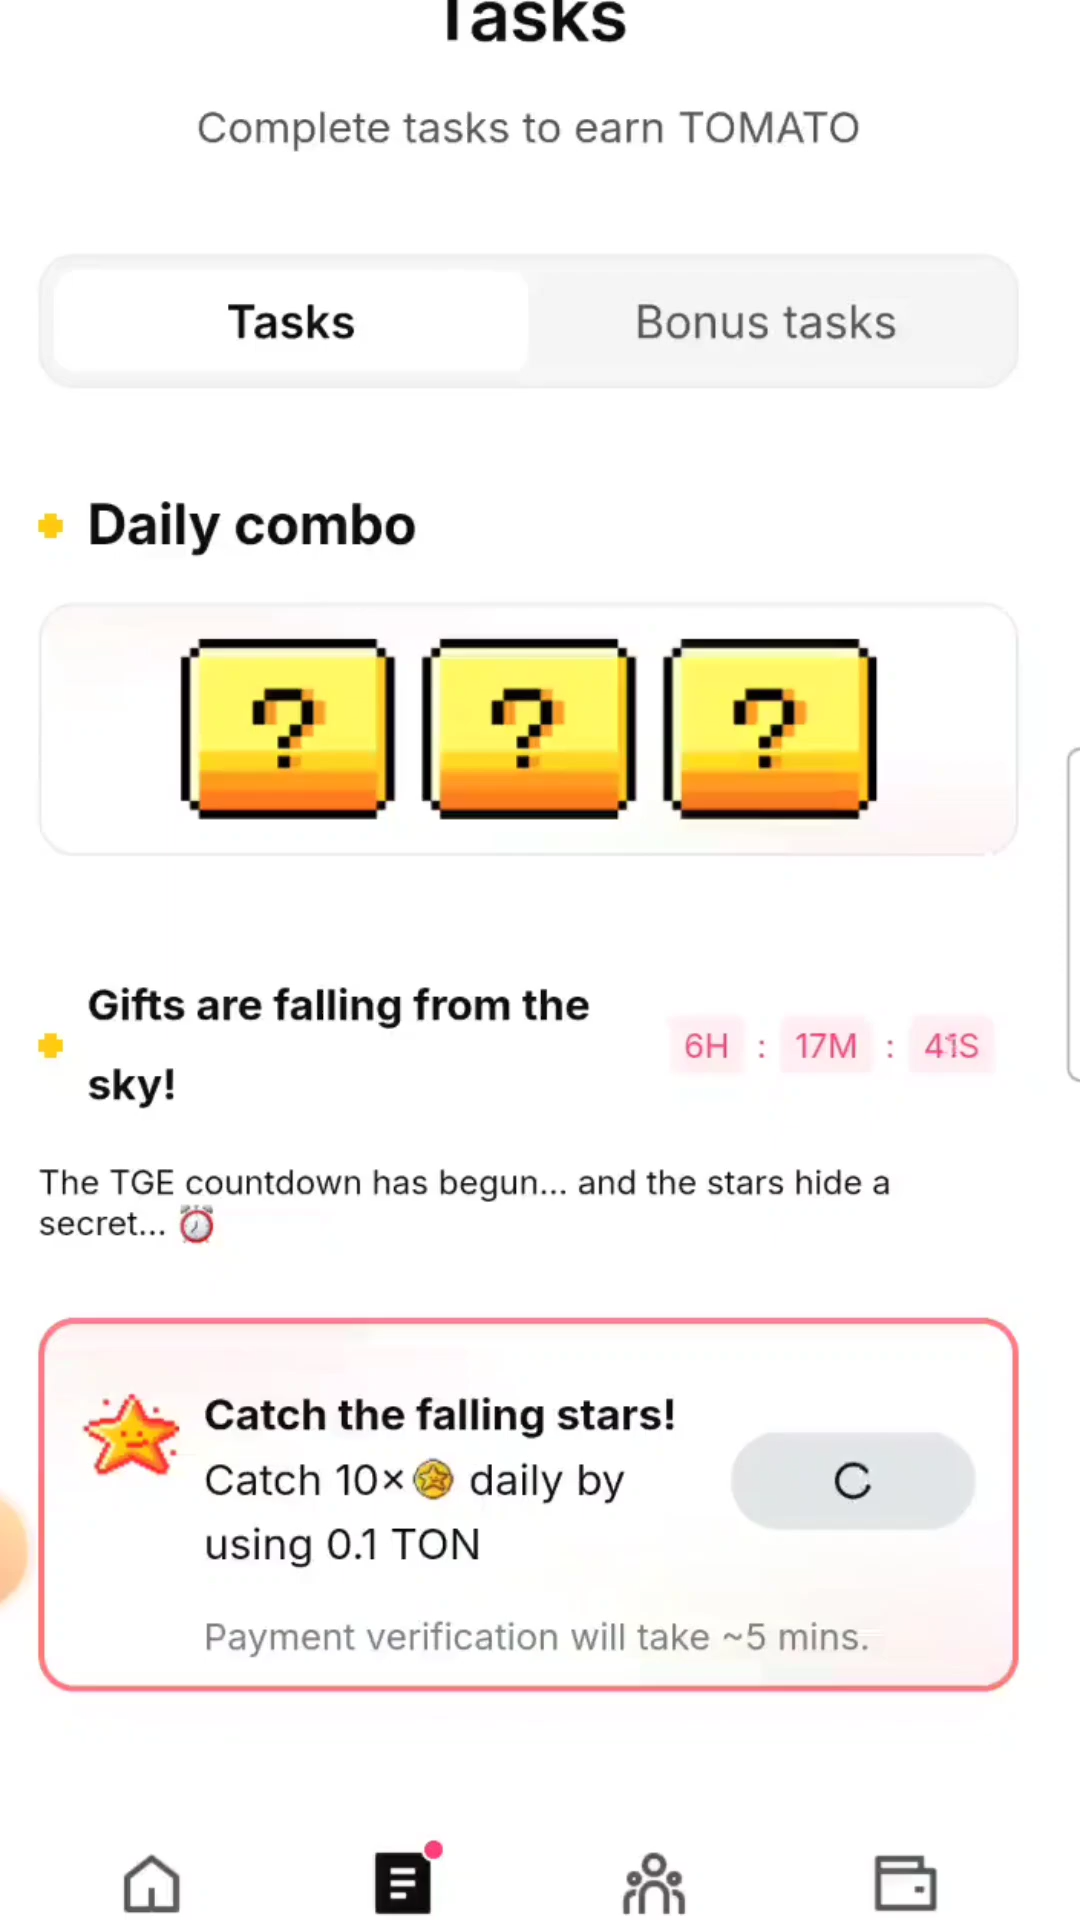 Tasks
Complete tasks to earn TOMATO
Tasks
Bonus tasks
Daily combo
? ? ?
Gifts are falling from the
sky!
6H : 17M : 41S
The TGE countdown has begun... and the stars hide a
secret... ⏰
Catch the falling stars!
Catch 10× daily by
using 0.1 TON
Payment verification will take ~5 mins.